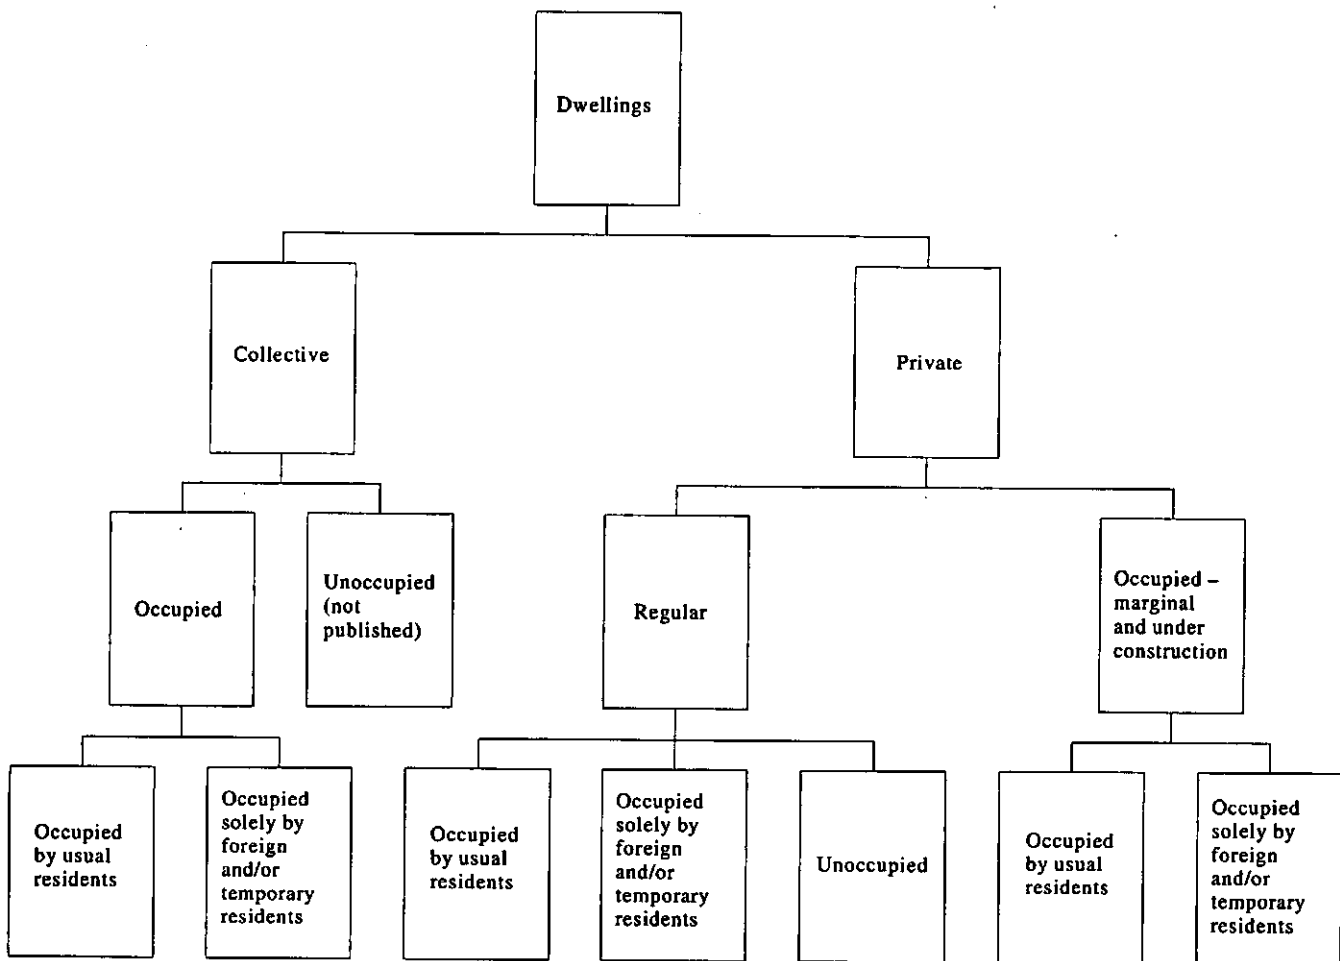 Dwellings
Collective
Private
Occupied
Unoccupied
(not
published)
Regular
Occupied –
marginal
and under
construction
Occupied
by usual
residents
Occupied
solely by
foreign
and/or
temporary
residents
Occupied
by usual
residents
Occupied
solely by
foreign
and/or
temporary
residents
Unoccupied
Occupied
by usual
residents
Occupied
solely by
foreign
and/or
temporary
residents